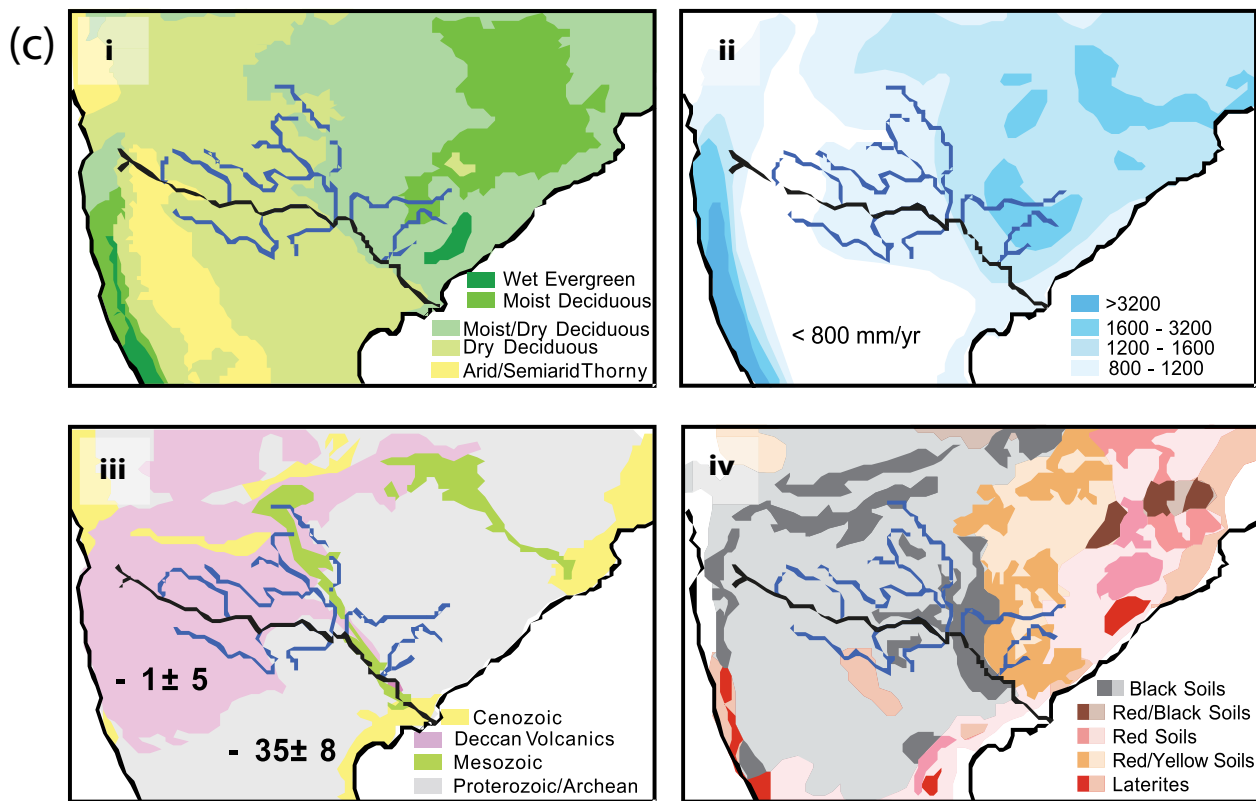 (c)
i
Wet Evergreen
Moist Deciduous
Moist/Dry Deciduous
Dry Deciduous
Arid/Semiarid Thorny
ii
< 800 mm/yr
>3200
1600 - 3200
1200 - 1600
800 - 1200
iii
- 1± 5
- 35± 8
Cenozoic
Deccan Volcanics
Mesozoic
Proterozoic/Archean
iv
Black Soils
Red/Black Soils
Red Soils
Red/Yellow Soils
Laterites